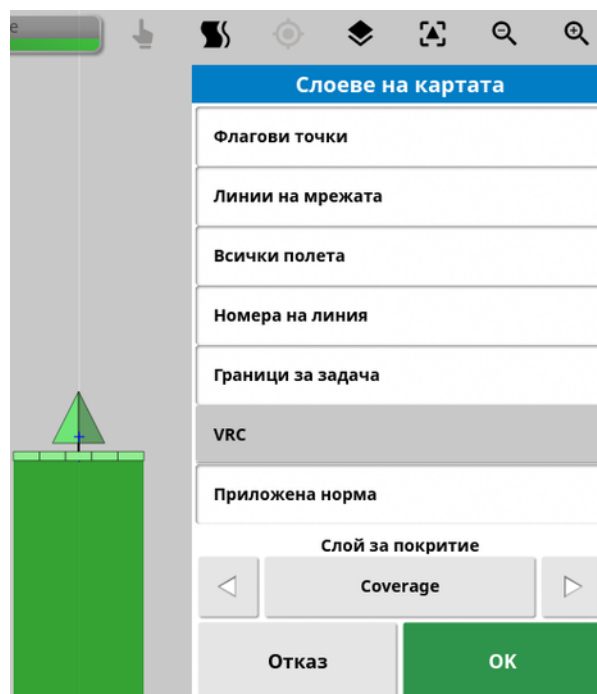 e
Слоеве на картата
Флагови точки
Линии на мрежата
Всички полета
Номера на линия
Граници за задача
VRC
Приложена норма
Слой за покритие
Coverage
Отказ
OK